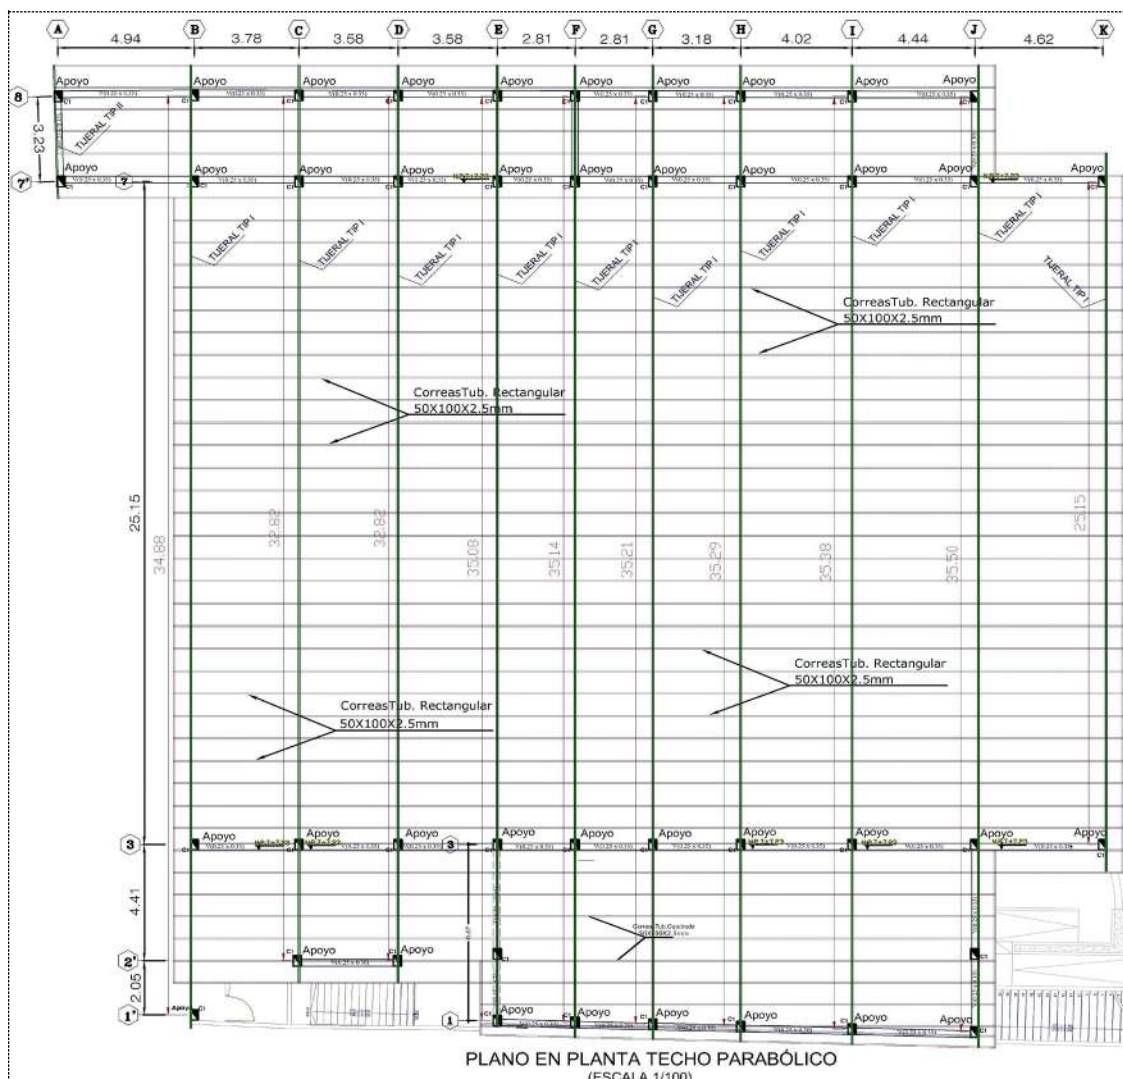 A B C D E F G H I J K
4.94 3.78 3.58 3.58 2.81 2.81 3.18 4.02 4.44 4.62
Apoyo Apoyo Apoyo Apoyo Apoyo Apoyo Apoyo Apoyo Apoyo Apoyo
8
C1
3.23
TIJERAL TIP II
Apoyo Apoyo Apoyo Apoyo Apoyo Apoyo Apoyo Apoyo Apoyo Apoyo Apoyo
7'
7
V(0.25 x 0.35)
TIJERAL TIP I
TIJERAL TIP I
TIJERAL TIP I
TIJERAL TIP I
TIJERAL TIP I
TIJERAL TIP I
TIJERAL TIP I
TIJERAL TIP I
TIJERAL TIP I
TIJERAL TIP I
CorreasTub. Rectangular
50X100X2.5mm
CorreasTub. Rectangular
50X100X2.5mm
25.15
34.88 32.82 32.82 35.08 35.14 35.21 35.29 35.38 35.50 25.15
CorreasTub. Rectangular
50X100X2.5mm
CorreasTub. Rectangular
50X100X2.5mm
Apoyo Apoyo Apoyo Apoyo Apoyo Apoyo Apoyo Apoyo Apoyo Apoyo
3
3
4.41
Apoyo Apoyo
2'
2.05
Apoyo
1'
1
Apoyo Apoyo Apoyo Apoyo Apoyo Apoyo
PLANO EN PLANTA TECHO PARABÓLICO
(ESCALA 1/100)